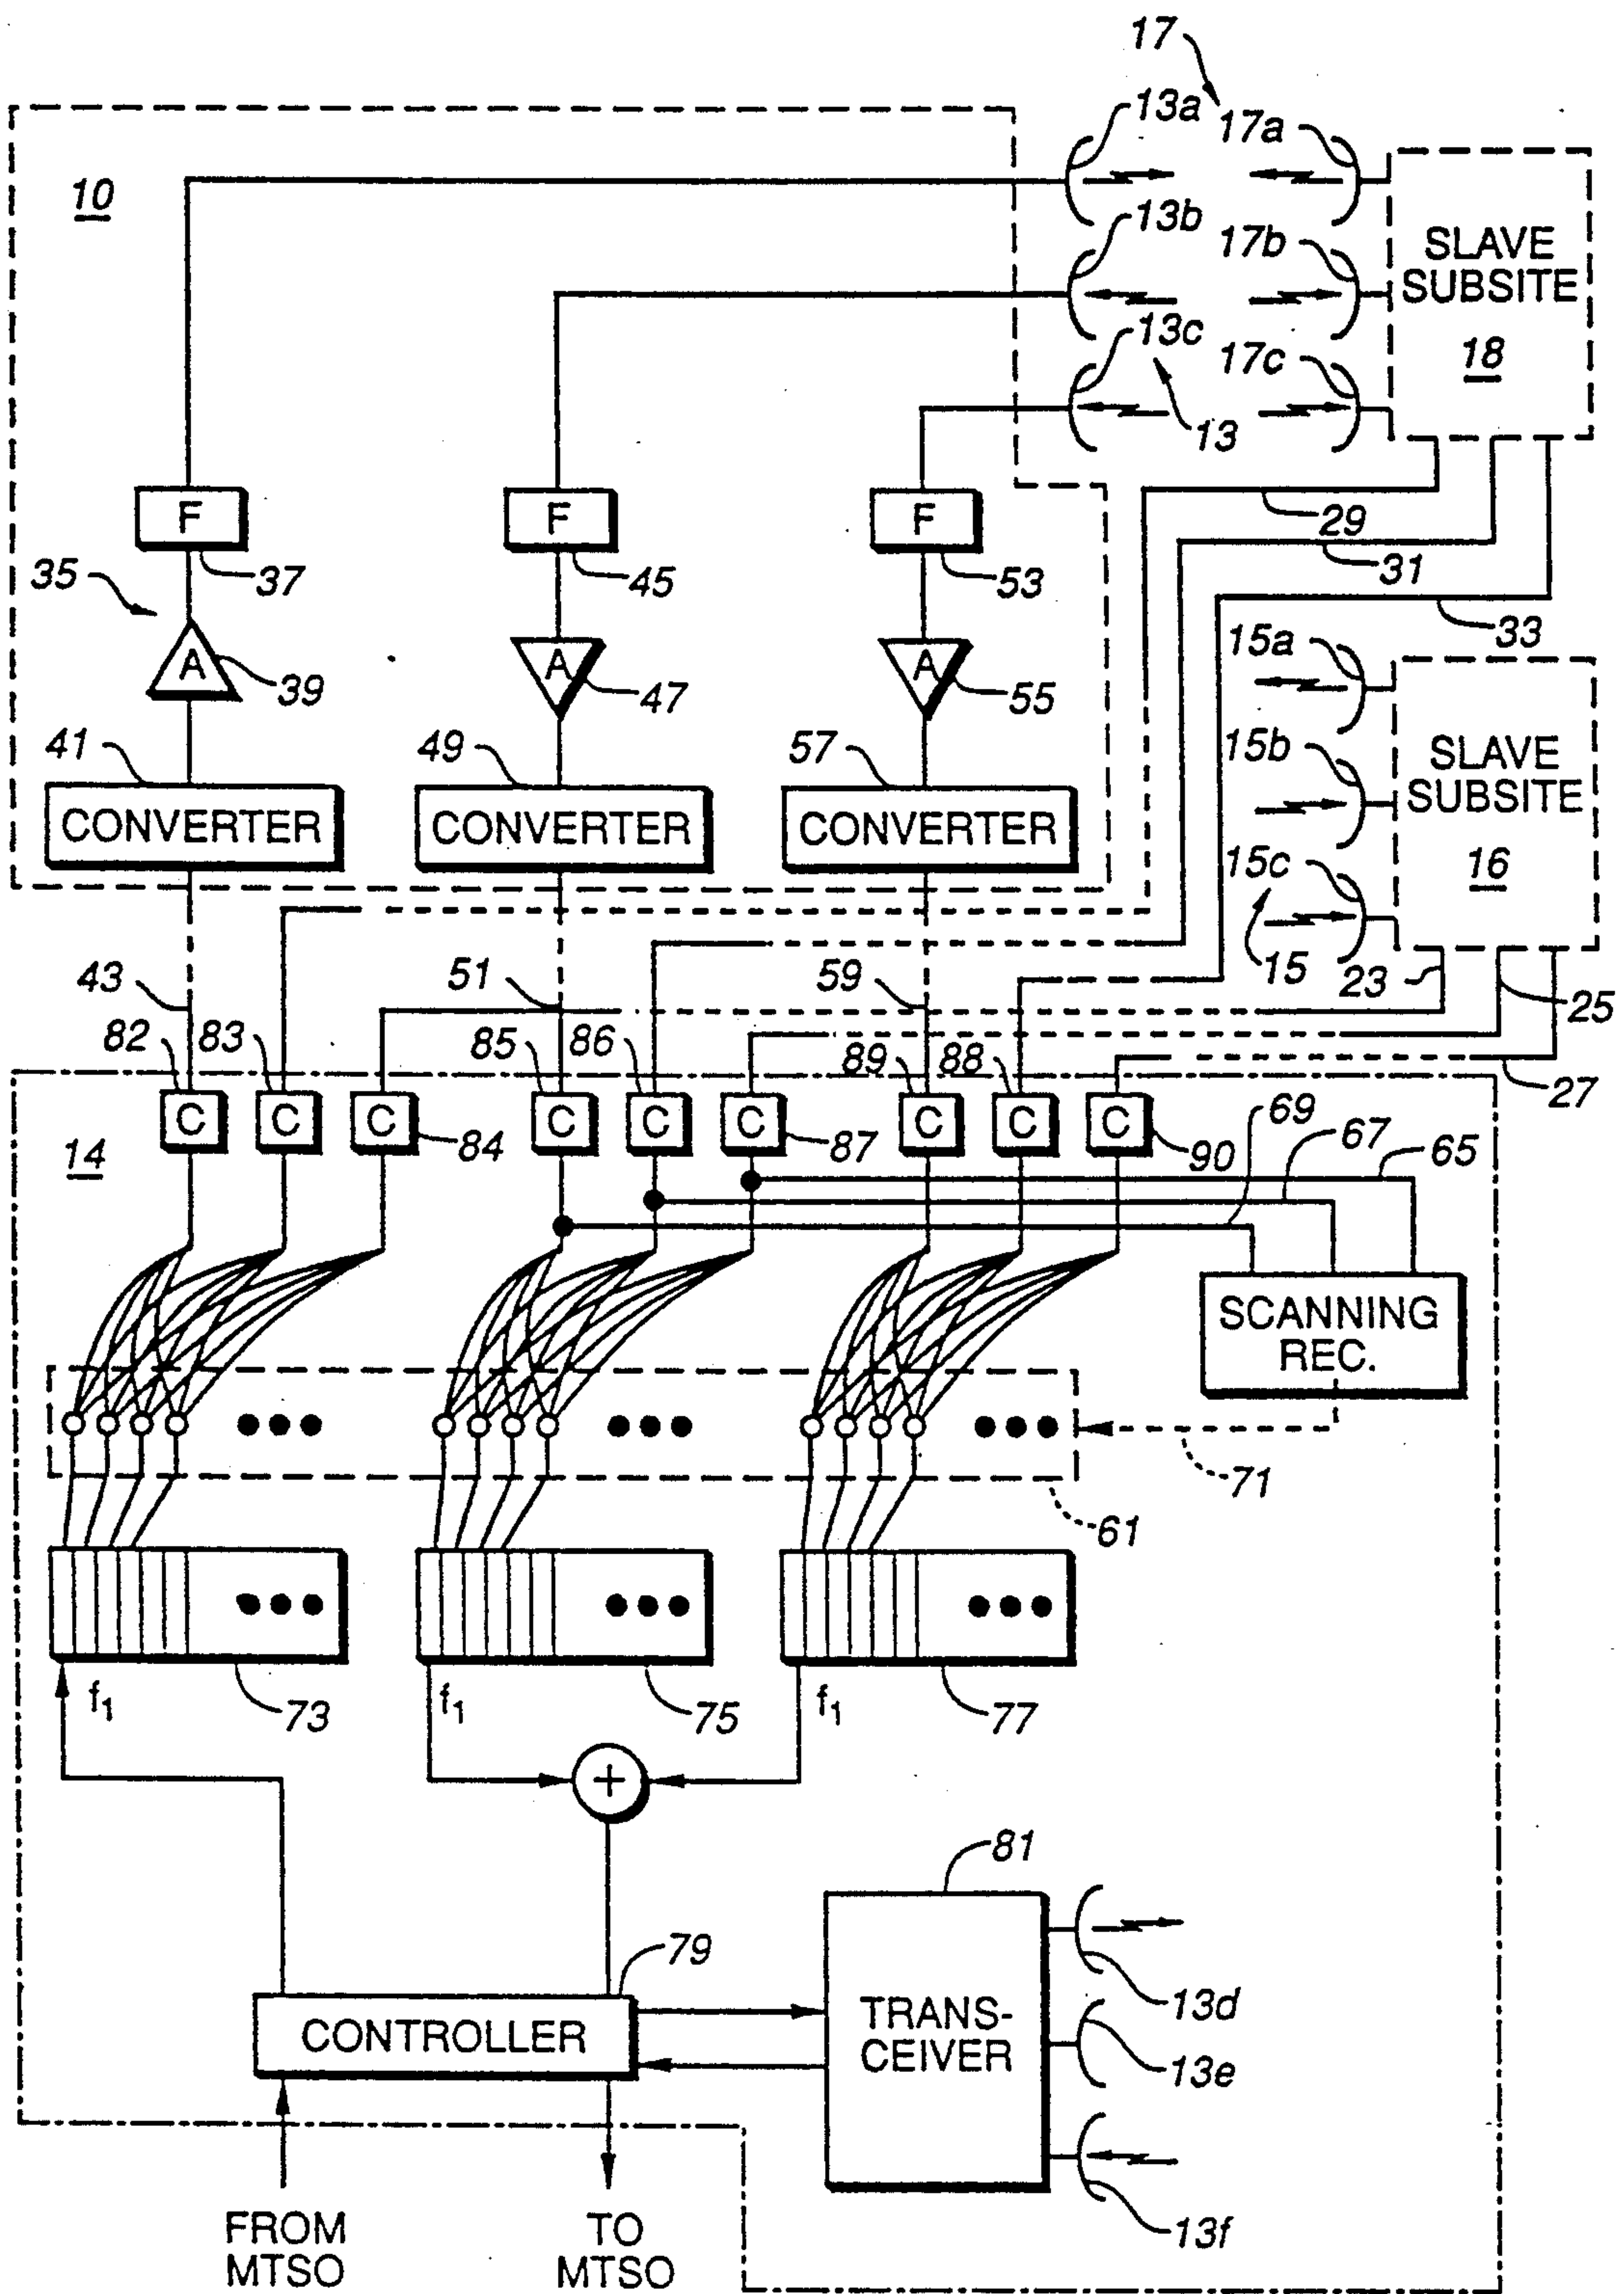 17
13a
17a
10
13b
17b
SLAVE
SUBSITE
18
13c
17c
13
F
F
F
29
37
45
53
31
35
33
A
A
A
39
47
55
15a
41
49
57
15b
SLAVE
SUBSITE
16
CONVERTER
CONVERTER
CONVERTER
15c
43
51
59
15
23
25
82
83
85
86
89
88
27
C
C
C
C
C
C
C
C
C
69
67
65
14
84
87
90
SCANNING
REC.
71
61
f1
73
f1
75
f1
77
+
81
79
CONTROLLER
TRANS-
CEIVER
13d
13e
13f
FROM
MTSO
TO
MTSO